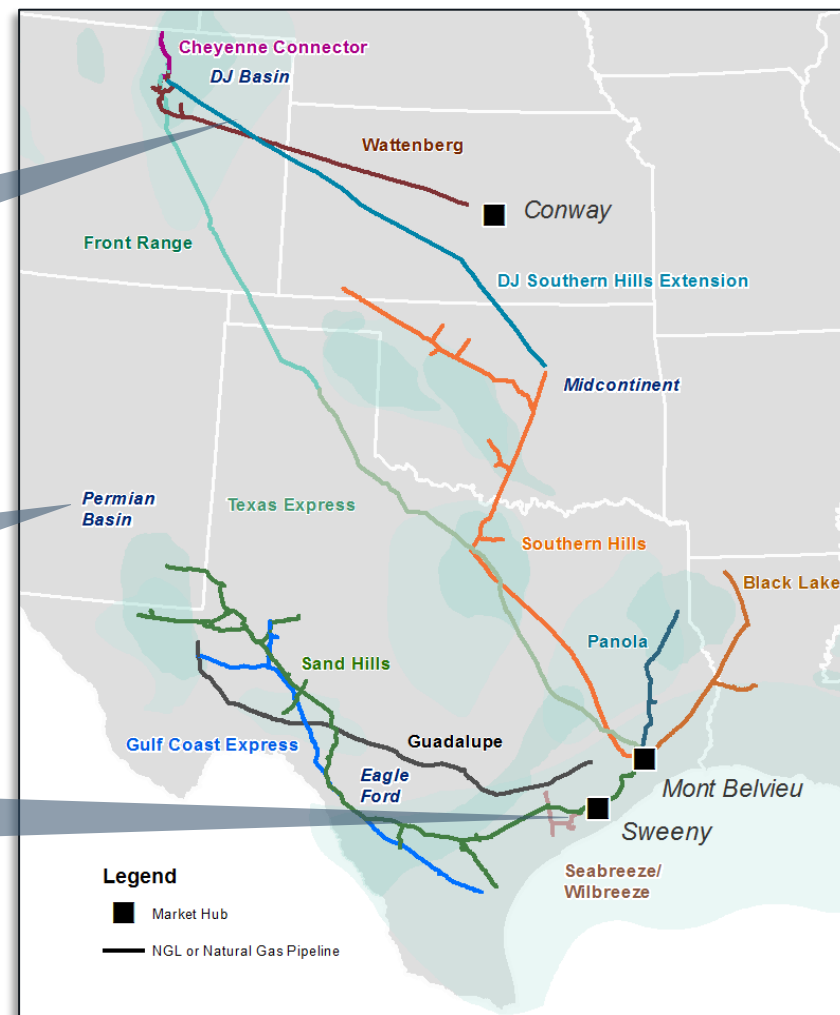 Cheyenne Connector
DJ Basin
Wattenberg
Conway
Front Range
DJ Southern Hills Extension
Midcontinent
Permian
Basin
Texas Express
Southern Hills
Black Lake
Panola
Sand Hills
Gulf Coast Express
Guadalupe
Eagle
Ford
Mont Belvieu
Sweeny
Seabreeze/
Wilbreeze
Legend
Market Hub
NGL or Natural Gas Pipeline